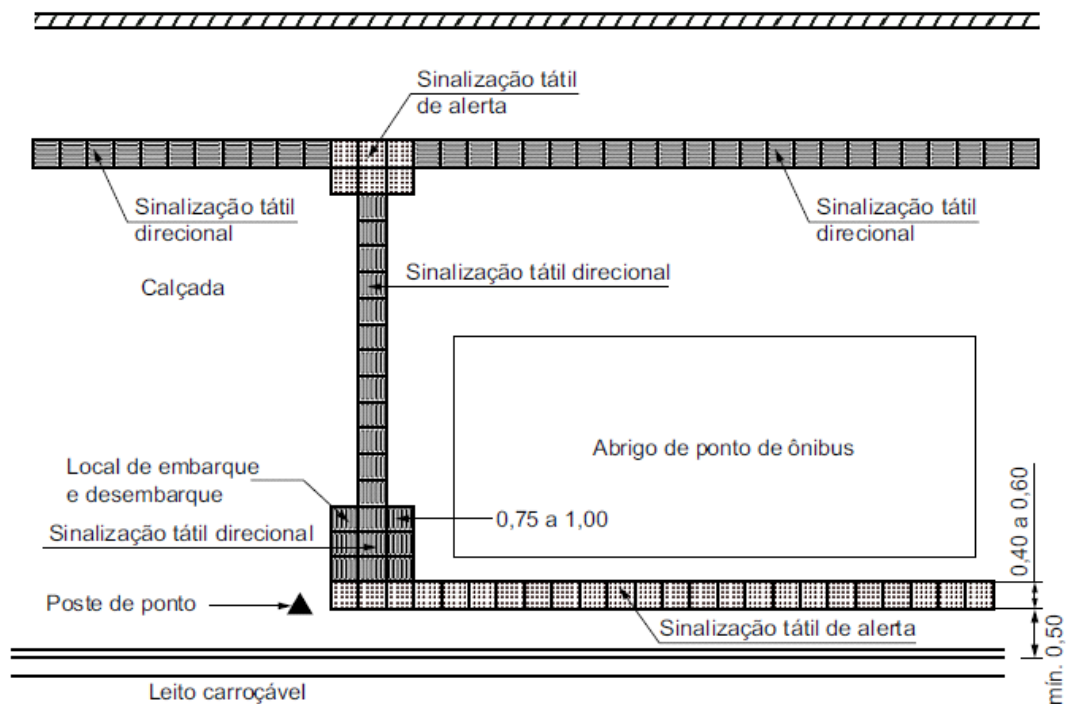 Sinalização tátil
de alerta
Sinalização tátil
direcional
Sinalização tátil
direcional
Sinalização tátil direcional
Calçada
Abrigo de ponto de ônibus
Local de embarque
e desembarque
0,75 a 1,00
Sinalização tátil direcional
0,40 a 0,60
Poste de ponto
Sinalização tátil de alerta
mín. 0,50
Leito carroçável